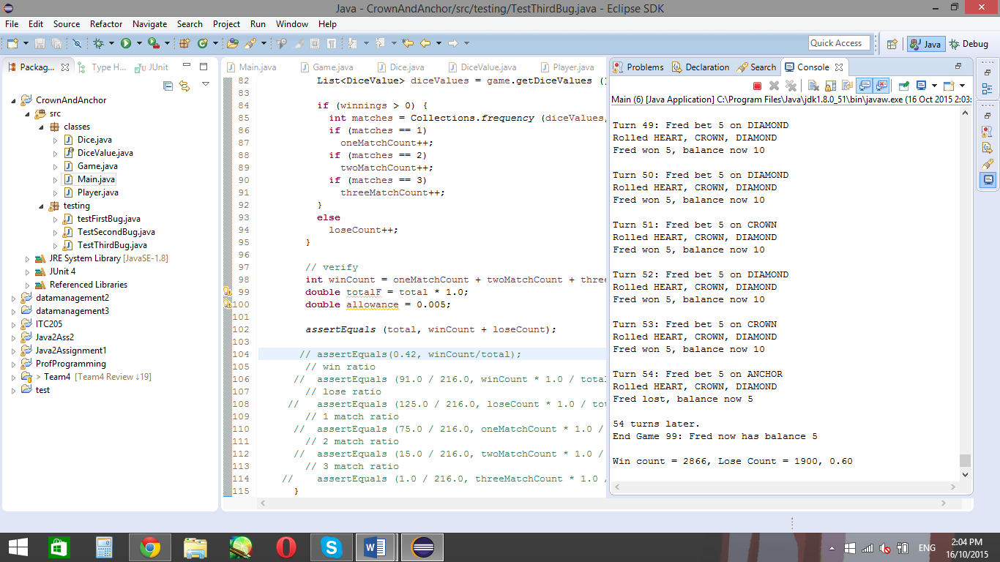 Java - CrownAndAnchor/src/testing/TestThirdBug.java - Eclipse SDK
File Edit Source Refactor Navigate Search Project Run Window Help
Quick Access
Java
Debug
Packag...
Type H...
JUnit
CrownAndAnchor
src
classes
Dice.java
DiceValue.java
Game.java
Main.java
Player.java
testing
testFirstBug.java
TestSecondBug.java
TestThirdBug.java
JRE System Library [JavaSE-1.8]
JUnit 4
Referenced Libraries
datamanagement2
datamanagement3
ITC205
Java2Ass2
Java2Assignment1
ProfProgramming
> Team4 [Team4 Review ↓19]
test
Main.java Game.java Dice.java DiceValue.java Player.java
82 List<DiceValue> diceValues = game.getDiceValues ()
83
84 if (winnings > 0) {
85 int matches = Collections.frequency (diceValues,
86 if (matches == 1)
87 oneMatchCount++;
88 if (matches == 2)
89 twoMatchCount++;
90 if (matches == 3)
91 threeMatchCount++;
92 }
93 else
94 loseCount++;
95 }
96
97 // verify
98 int winCount = oneMatchCount + twoMatchCount + three
99 double totalF = total * 1.0;
100 double allowance = 0.005;
101
102 assertEquals (total, winCount + loseCount);
103
104 // assertEquals(0.42, winCount/total);
105 // win ratio
106 // assertEquals (91.0 / 216.0, winCount * 1.0 / total
107 // lose ratio
108 // assertEquals (125.0 / 216.0, loseCount * 1.0 / tot
109 // 1 match ratio
110 // assertEquals (75.0 / 216.0, oneMatchCount * 1.0 /
111 // 2 match ratio
112 // assertEquals (15.0 / 216.0, twoMatchCount * 1.0 /
113 // 3 match ratio
114 // assertEquals (1.0 / 216.0, threeMatchCount * 1.0 /
115 }
Problems Declaration Search Console
Main (6) [Java Application] C:\Program Files\Java\jdk1.8.0_51\bin\javaw.exe (16 Oct 2015 2:03:
Turn 49: Fred bet 5 on DIAMOND
Rolled HEART, CROWN, DIAMOND
Fred won 5, balance now 10
Turn 50: Fred bet 5 on DIAMOND
Rolled HEART, CROWN, DIAMOND
Fred won 5, balance now 10
Turn 51: Fred bet 5 on CROWN
Rolled HEART, CROWN, DIAMOND
Fred won 5, balance now 10
Turn 52: Fred bet 5 on DIAMOND
Rolled HEART, CROWN, DIAMOND
Fred won 5, balance now 10
Turn 53: Fred bet 5 on CROWN
Rolled HEART, CROWN, DIAMOND
Fred won 5, balance now 10
Turn 54: Fred bet 5 on ANCHOR
Rolled HEART, CROWN, DIAMOND
Fred lost, balance now 5
54 turns later.
End Game 99: Fred now has balance 5
Win count = 2866, Lose Count = 1900, 0.60
ENG
2:04 PM
16/10/2015